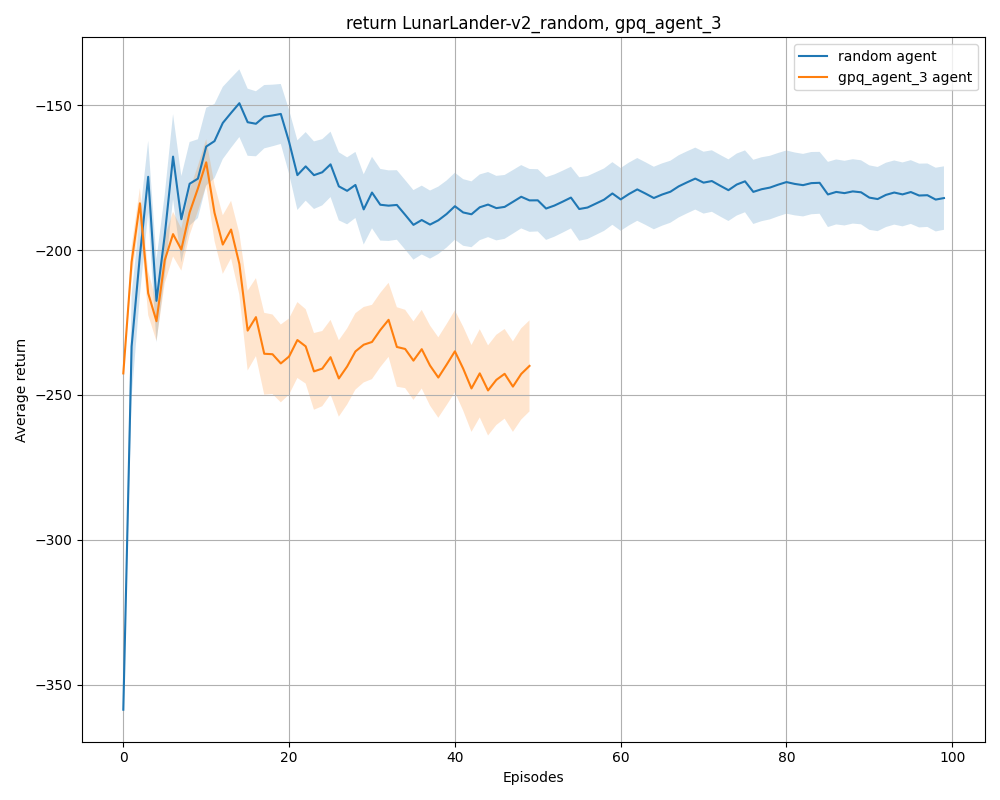 return LunarLander-v2_random, gpq_agent_3
random agent
gpq_agent_3 agent
Average return
−150
−200
−250
−300
−350
0 20 40 60 80 100
Episodes